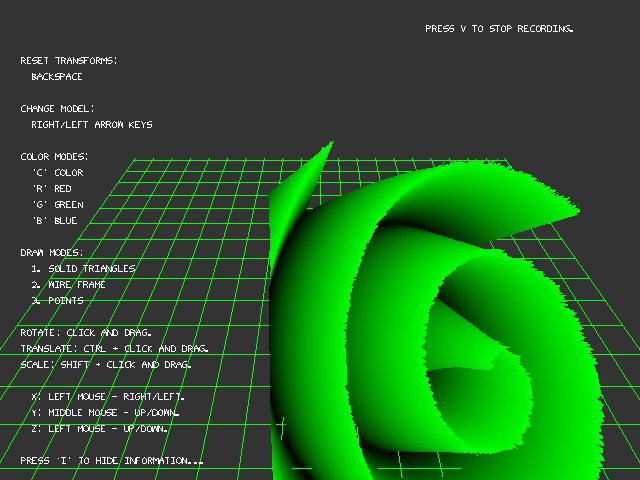 PRESS V TO STOP RECORDING.
RESET TRANSFORMS:
BACKSPACE
CHANGE MODEL:
RIGHT/LEFT ARROW KEYS
COLOR MODES:
'C' COLOR
'R' RED
'G' GREEN
'B' BLUE
DRAW MODES:
1. SOLID TRIANGLES
2. WIRE FRAME
3. POINTS
ROTATE: CLICK AND DRAG.
TRANSLATE: CTRL + CLICK AND DRAG.
SCALE: SHIFT + CLICK AND DRAG.
X: LEFT MOUSE - RIGHT/LEFT.
Y: MIDDLE MOUSE - UP/DOWN.
Z: LEFT MOUSE - UP/DOWN.
PRESS 'I' TO HIDE INFORMATION...